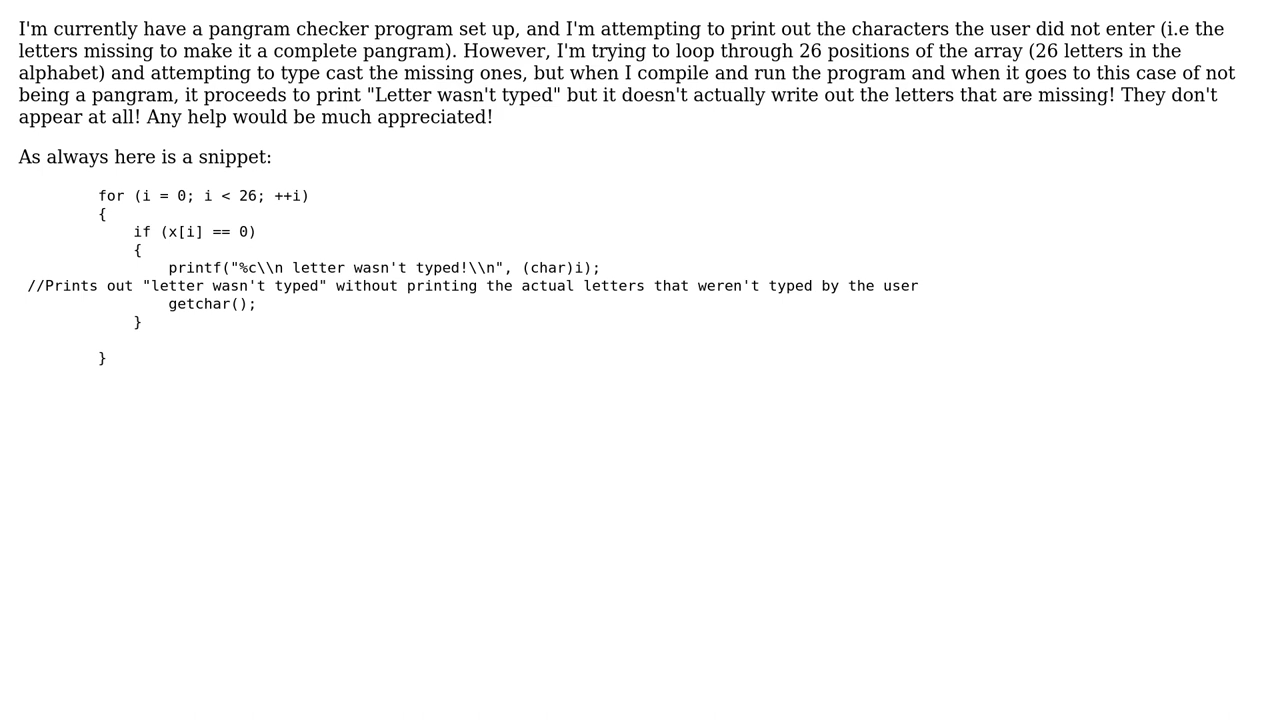 I'm currently have a pangram checker program set up, and I'm attempting to print out the characters the user did not enter (i.e the
letters missing to make it a complete pangram). However, I'm trying to loop through 26 positions of the array (26 letters in the
alphabet) and attempting to type cast the missing ones, but when I compile and run the program and when it goes to this case of not
being a pangram, it proceeds to print "Letter wasn't typed" but it doesn't actually write out the letters that are missing! They don't
appear at all! Any help would be much appreciated!
As always here is a snippet:
for (i = 0; i < 26; ++i)
{
if (x[i] == 0)
{
printf("%c\\n letter wasn't typed!\\n", (char)i);
//Prints out "letter wasn't typed" without printing the actual letters that weren't typed by the user
getchar();
}
}